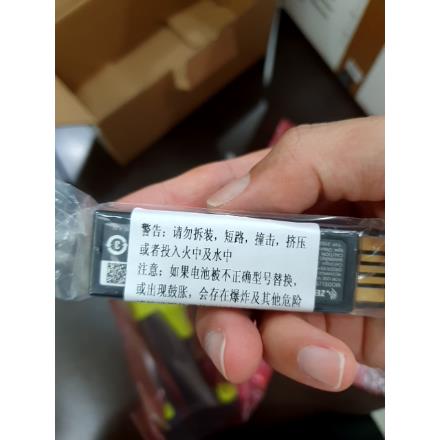 警告：请勿拆装，短路，撞击，挤压
或者投入火中及水中
注意：如果电池被不正确型号替换，
或出现鼓胀，会存在爆炸及其他危险